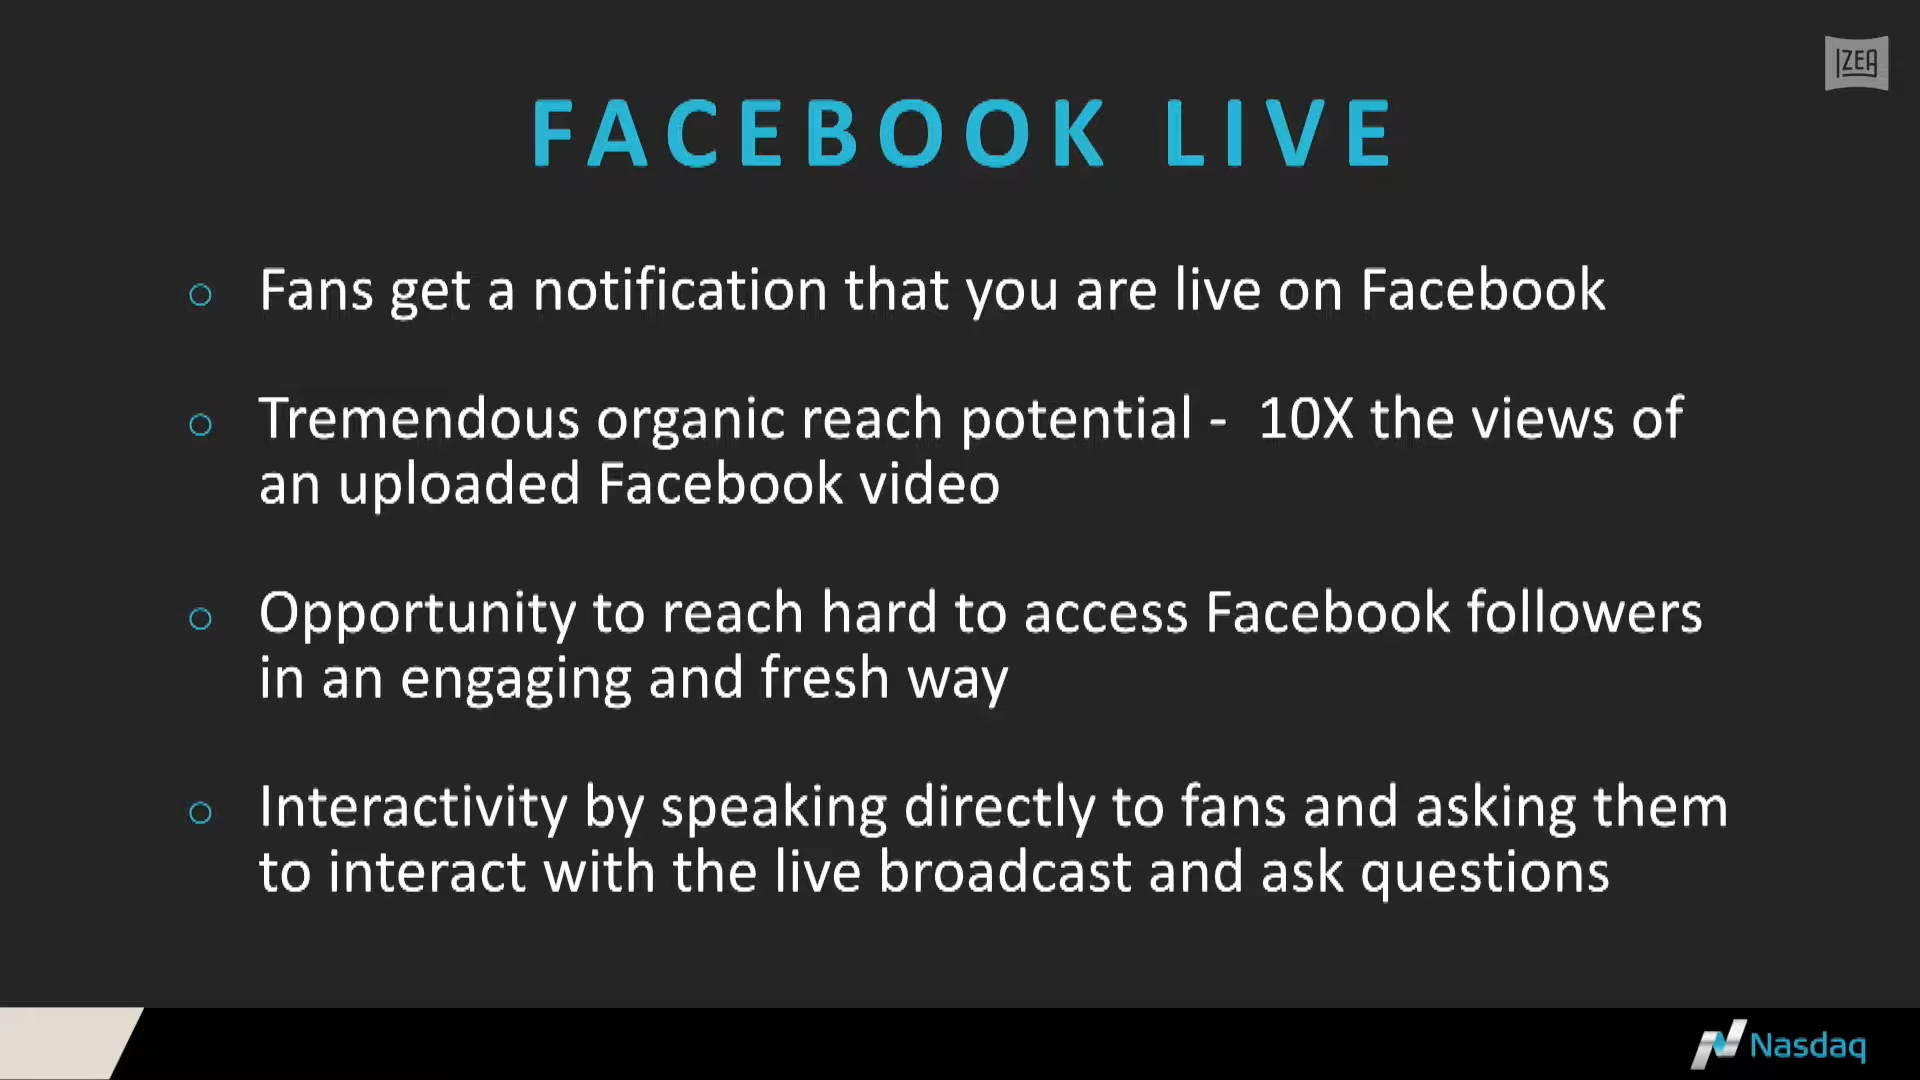 IZEA
FACEBOOK LIVE
Fans get a notification that you are live on Facebook
Tremendous organic reach potential -  10X the views of
an uploaded Facebook video
Opportunity to reach hard to access Facebook followers
in an engaging and fresh way
Interactivity by speaking directly to fans and asking them
to interact with the live broadcast and ask questions
Nasdaq